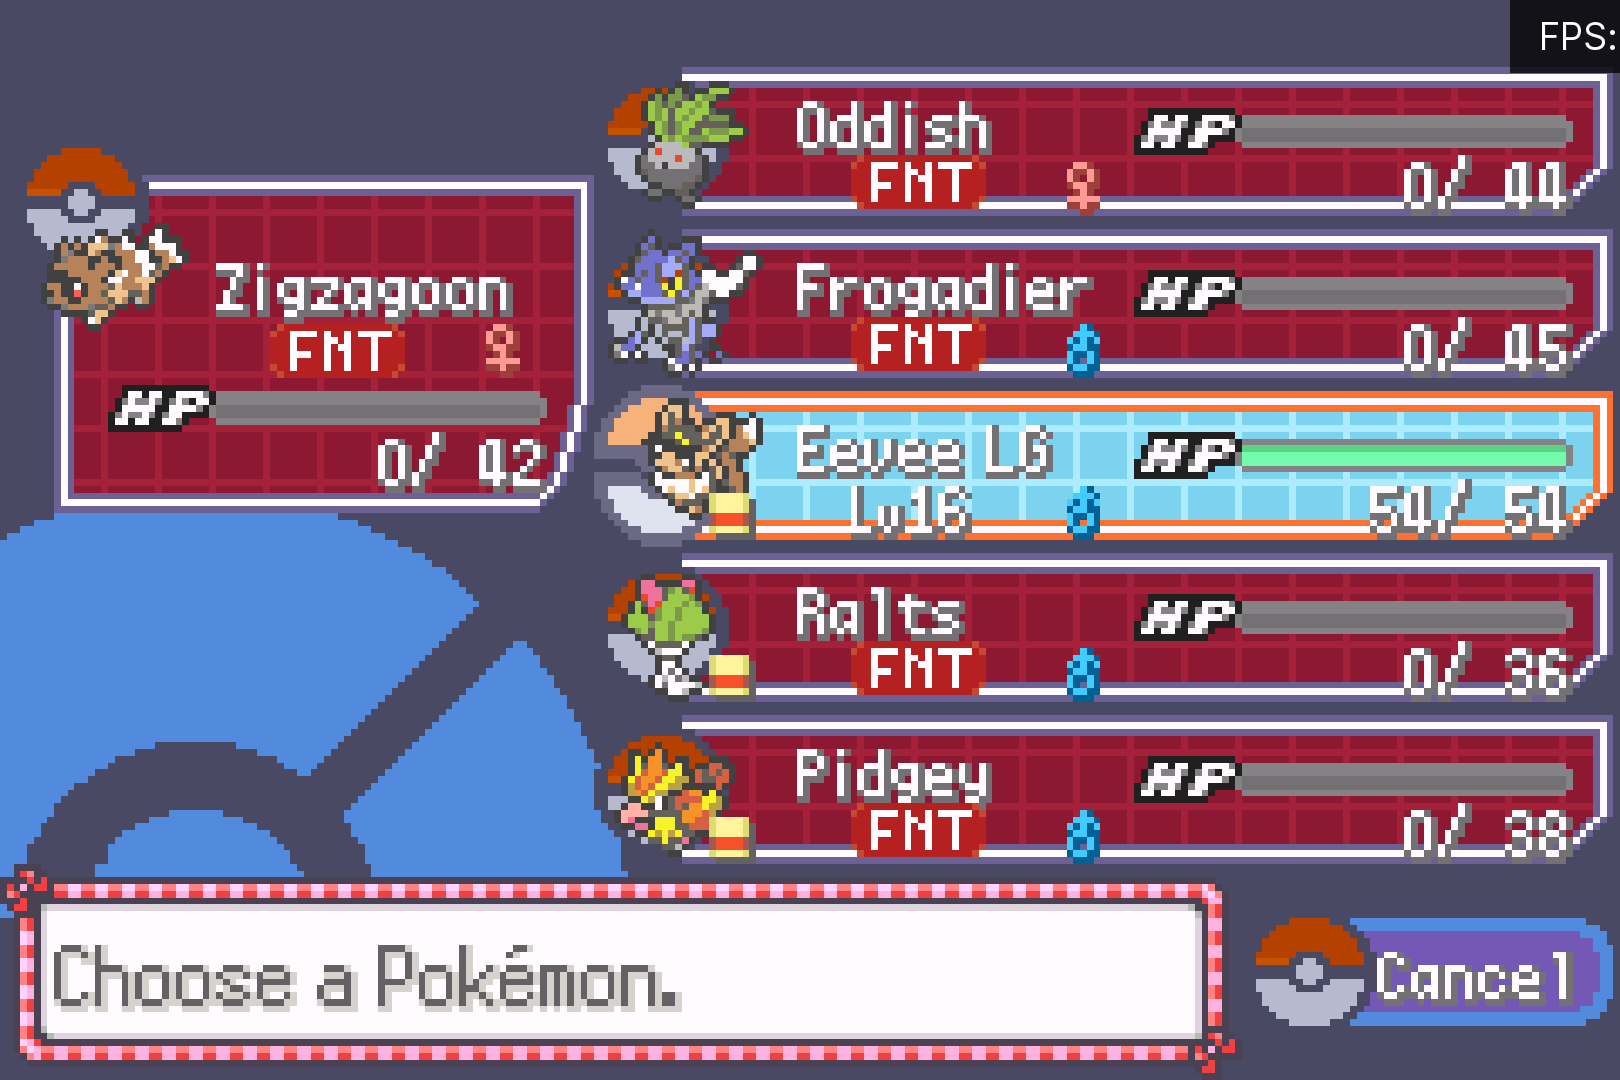 FPS:
Zigzagoon
FNT ♀
HP
0/ 42
Oddish HP
FNT ♀ 0/ 44
Frogadier HP
FNT ♂ 0/ 45
Eevee LG HP
Lv16 ♂ 54/ 54
Ralts HP
FNT ♂ 0/ 36
Pidgey HP
FNT ♂ 0/ 38
Choose a Pokémon.
Cancel